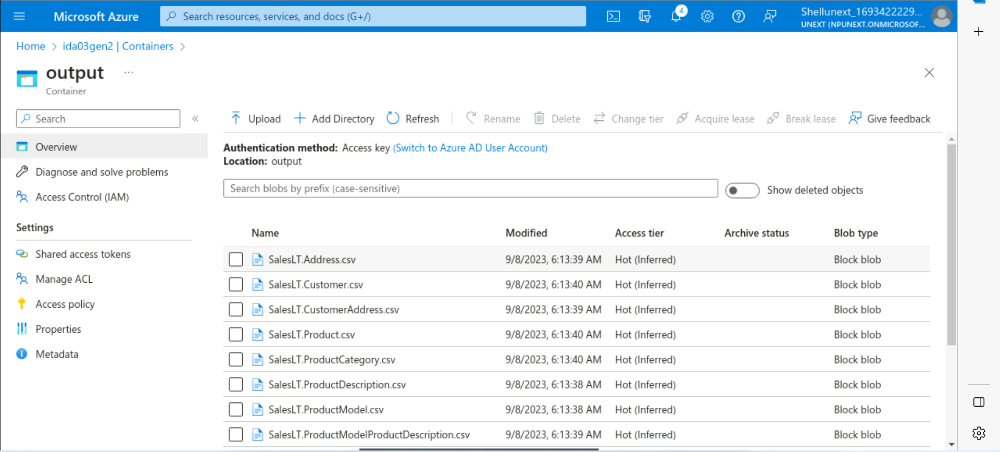 Microsoft Azure
Search resources, services, and docs (G+/)
4
Shellunext_1693422229...
UNEXT (NPUNEXT.ONMICROSOF...
Home > ida03gen2 | Containers >
output ...
Container
Search
«
Upload
Add Directory
Refresh
Rename
Delete
Change tier
Acquire lease
Break lease
Give feedback
Overview
Diagnose and solve problems
Access Control (IAM)
Settings
Shared access tokens
Manage ACL
Access policy
Properties
Metadata
Authentication method: Access key (Switch to Azure AD User Account)
Location: output
Search blobs by prefix (case-sensitive)
Show deleted objects
Name Modified Access tier Archive status Blob type
SalesLT.Address.csv 9/8/2023, 6:13:39 AM Hot (Inferred) Block blob
SalesLT.Customer.csv 9/8/2023, 6:13:40 AM Hot (Inferred) Block blob
SalesLT.CustomerAddress.csv 9/8/2023, 6:13:39 AM Hot (Inferred) Block blob
SalesLT.Product.csv 9/8/2023, 6:13:40 AM Hot (Inferred) Block blob
SalesLT.ProductCategory.csv 9/8/2023, 6:13:40 AM Hot (Inferred) Block blob
SalesLT.ProductDescription.csv 9/8/2023, 6:13:38 AM Hot (Inferred) Block blob
SalesLT.ProductModel.csv 9/8/2023, 6:13:38 AM Hot (Inferred) Block blob
SalesLT.ProductModelProductDescription.csv 9/8/2023, 6:13:39 AM Hot (Inferred) Block blob